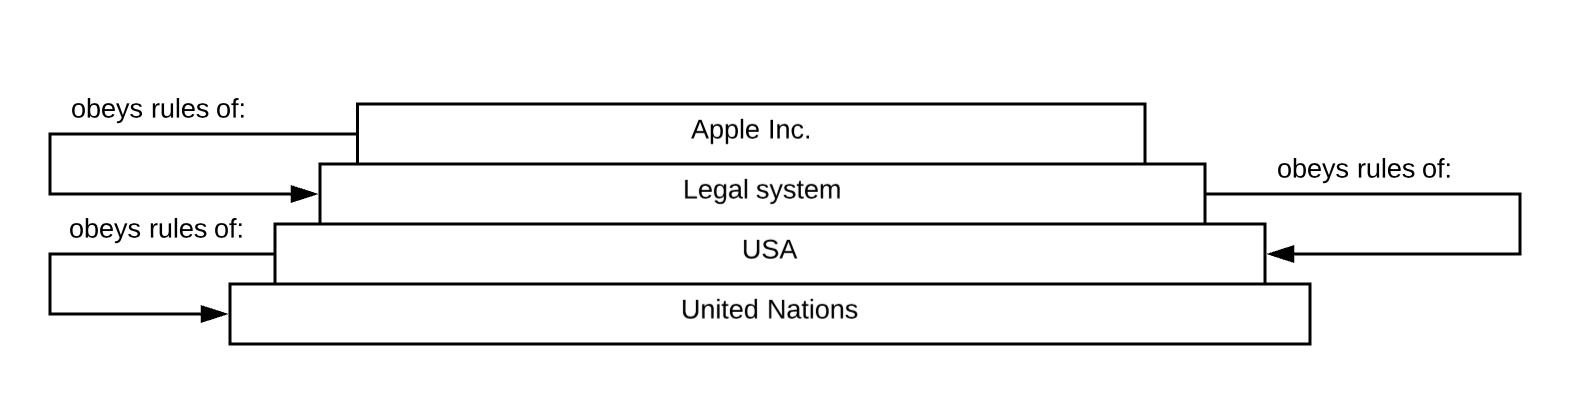 obeys rules of:
Apple Inc.
obeys rules of:
Legal system
obeys rules of:
USA
United Nations